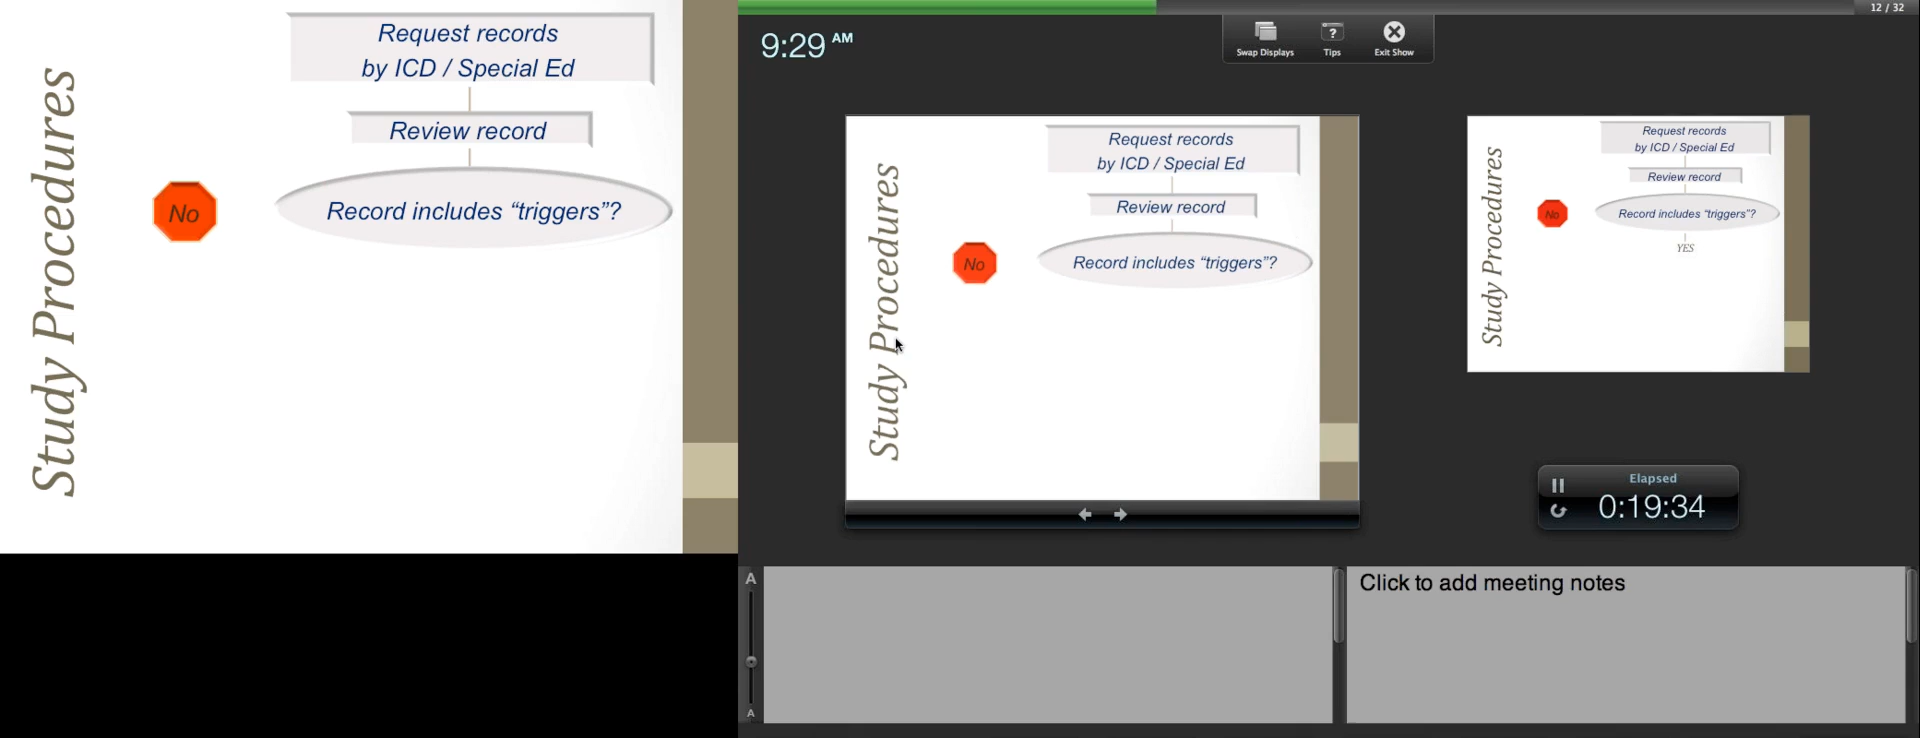 Study Procedures
Request records
by ICD / Special Ed
Review record
No
Record includes “triggers”?
12 / 32
9:29 AM
Swap Displays
Tips
Exit Show
Study Procedures
Request records
by ICD / Special Ed
Review record
No
Record includes “triggers”?
Study Procedures
Request records
by ICD / Special Ed
Review record
No
Record includes “triggers”?
YES
Elapsed
0:19:34
A
A
Click to add meeting notes